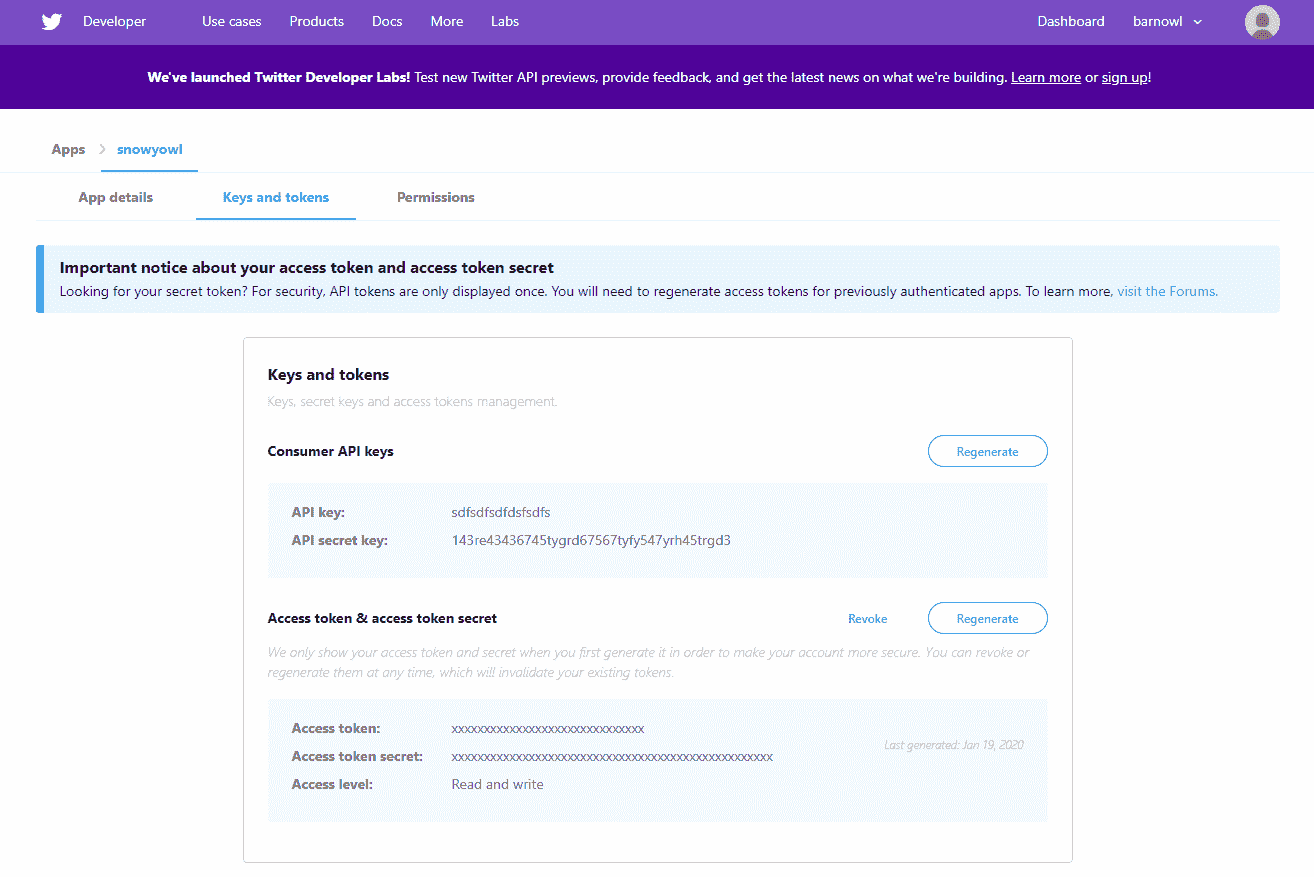 Developer Use cases Products Docs More Labs Dashboard barnowl
We've launched Twitter Developer Labs! Test new Twitter API previews, provide feedback, and get the latest news on what we're building. Learn more or sign up!
Apps snowyowl
App details Keys and tokens Permissions
Important notice about your access token and access token secret
Looking for your secret token? For security, API tokens are only displayed once. You will need to regenerate access tokens for previously authenticated apps. To learn more, visit the Forums.
Keys and tokens
Keys, secret keys and access tokens management.
Consumer API keys Regenerate
API key: sdfsdfsdfdsfsdfs
API secret key: 143re43436745tygrd67567tyfy547yrh45trgd3
Access token & access token secret Revoke Regenerate
We only show your access token and secret when you first generate it in order to make your account more secure. You can revoke or
regenerate them at any time, which will invalidate your existing tokens.
Access token: xxxxxxxxxxxxxxxxxxxxxxxxxxxxxx
Last generated: Jan 19, 2020
Access token secret: xxxxxxxxxxxxxxxxxxxxxxxxxxxxxxxxxxxxxxxxxxxxxxxxxx
Access level: Read and write